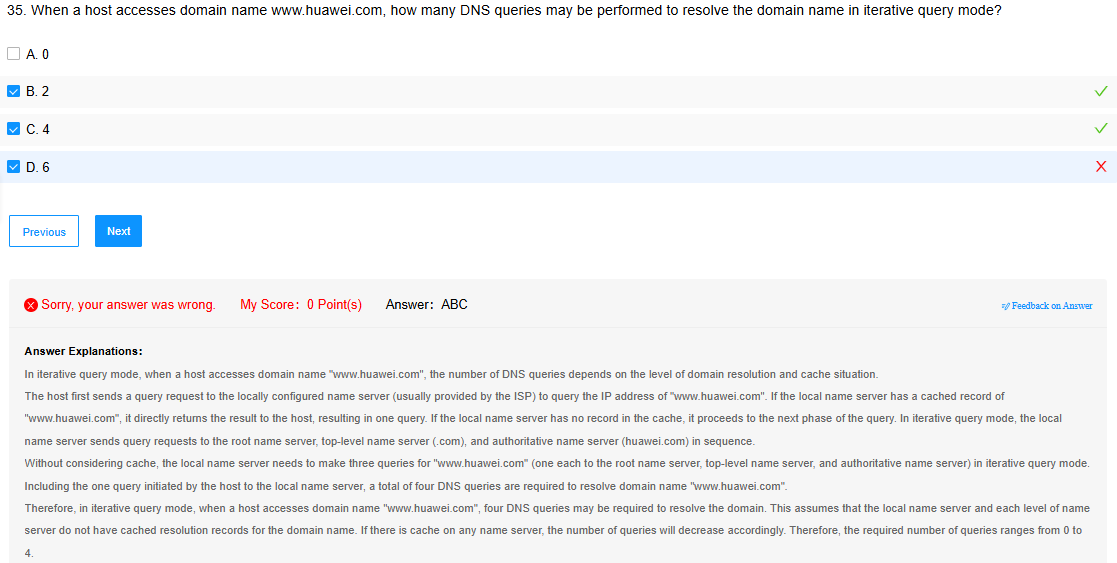 35. When a host accesses domain name www.huawei.com, how many DNS queries may be performed to resolve the domain name in iterative query mode?
A. 0
B. 2
C. 4
D. 6
Previous
Next
Sorry, your answer was wrong. My Score: 0 Point(s) Answer: ABC
Feedback on Answer
Answer Explanations:
In iterative query mode, when a host accesses domain name "www.huawei.com", the number of DNS queries depends on the level of domain resolution and cache situation.
The host first sends a query request to the locally configured name server (usually provided by the ISP) to query the IP address of "www.huawei.com". If the local name server has a cached record of
"www.huawei.com", it directly returns the result to the host, resulting in one query. If the local name server has no record in the cache, it proceeds to the next phase of the query. In iterative query mode, the local
name server sends query requests to the root name server, top-level name server (.com), and authoritative name server (huawei.com) in sequence.
Without considering cache, the local name server needs to make three queries for "www.huawei.com" (one each to the root name server, top-level name server, and authoritative name server) in iterative query mode.
Including the one query initiated by the host to the local name server, a total of four DNS queries are required to resolve domain name "www.huawei.com".
Therefore, in iterative query mode, when a host accesses domain name "www.huawei.com", four DNS queries may be required to resolve the domain. This assumes that the local name server and each level of name
server do not have cached resolution records for the domain name. If there is cache on any name server, the number of queries will decrease accordingly. Therefore, the required number of queries ranges from 0 to
4.